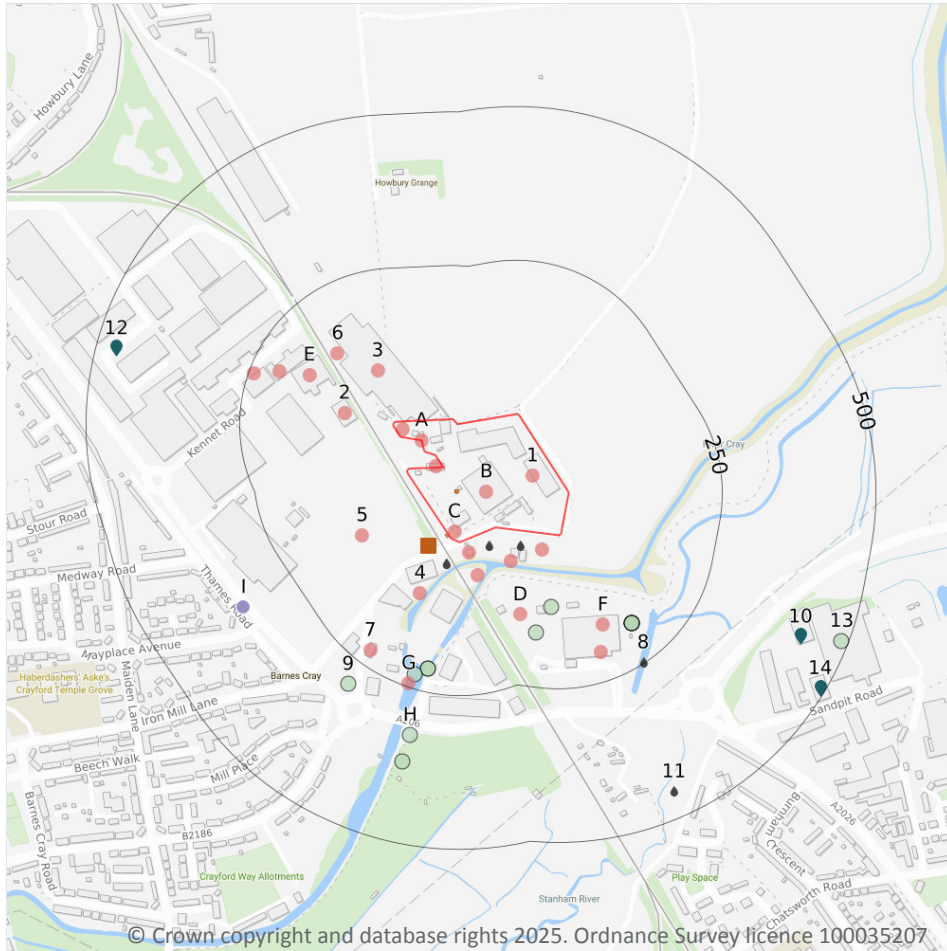 Howbury Lane
Howbury Grange
12
6
3
E
2
A
Kennet Road
500
250
Cray
1
B
C
5
Stour Road
Medway Road
4
Thames Road
I
D
F
10
13
7
8
Mayplace Avenue
Haberdashers' Aske's
Crayford Temple Grove
Maiden Lane
9
Barnes Cray
G
14
Sandpit Road
Iron Mill Lane
A206
H
Beech Walk
Mill Place
11
Barnes Cray Road
B2186
A2026
Burnham
Crescent
Crayford Way Allotments
Play Space
Chatsworth Road
Stanham River
© Crown copyright and database rights 2025. Ordnance Survey licence 100035207